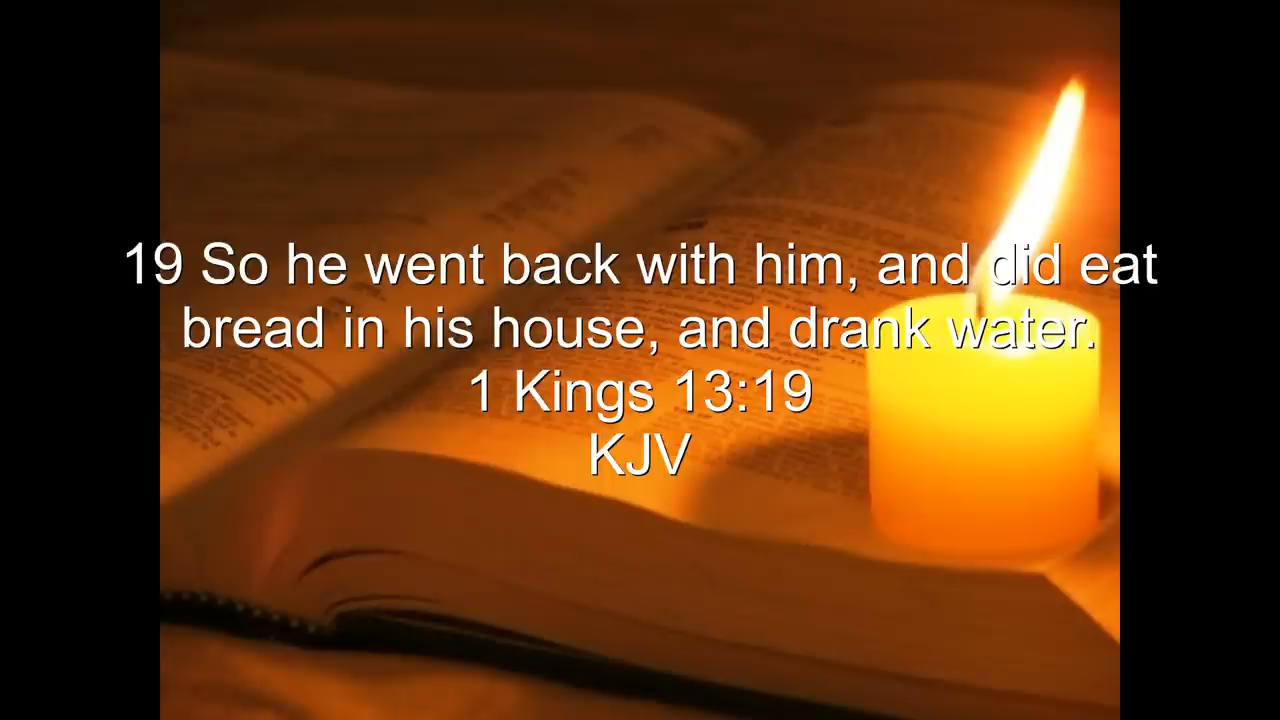 19 So he went back with him, and did eat
bread in his house, and drank water.
1 Kings 13:19
KJV